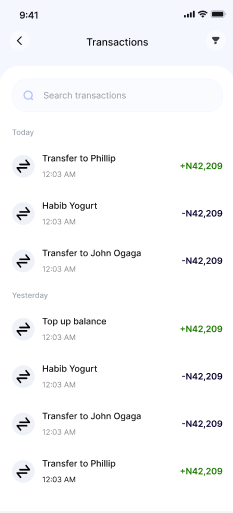 9:41
Transactions
Search transactions
Today
Transfer to Phillip
+N42,209
12:03 AM
Habib Yogurt
-N42,209
12:03 AM
Transfer to John Ogaga
-N42,209
12:03 AM
Yesterday
Top up balance
+N42,209
12:03 AM
Habib Yogurt
-N42,209
12:03 AM
Transfer to John Ogaga
-N42,209
12:03 AM
Transfer to Phillip
+N42,209
12:03 AM